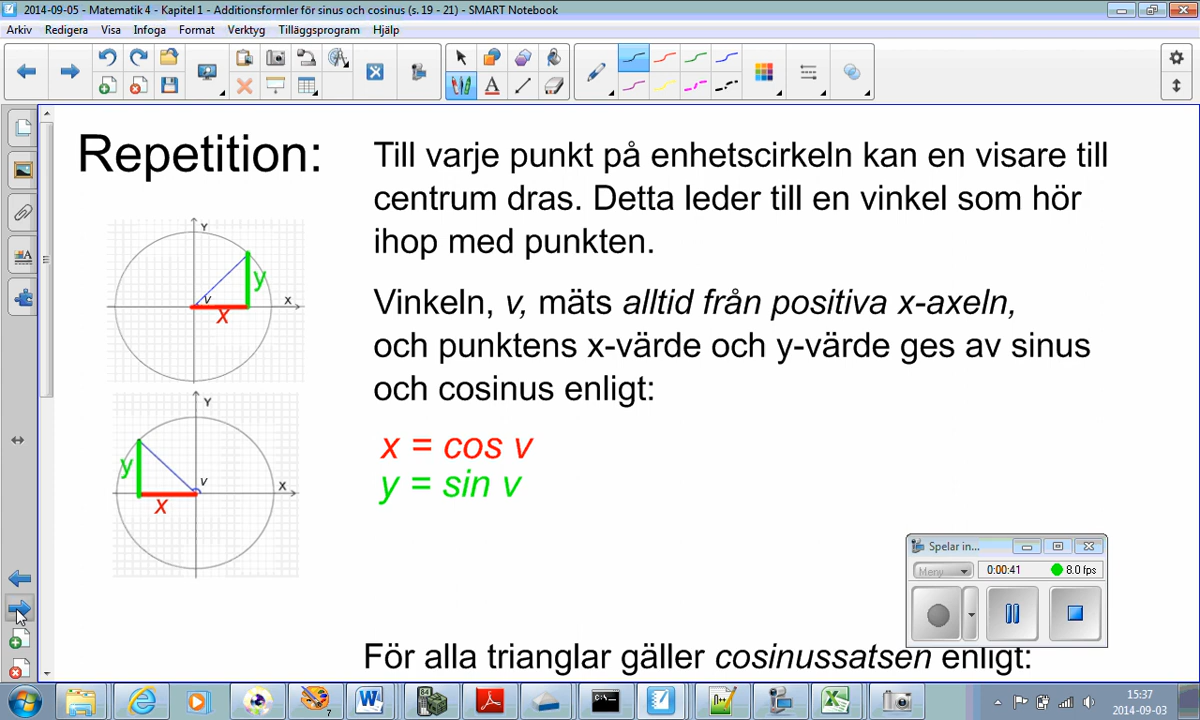 2014-09-05 - Matematik 4 - Kapitel 1 - Additionsformler för sinus och cosinus (s. 19 - 21) - SMART Notebook
Arkiv Redigera Visa Infoga Format Verktyg Tilläggsprogram Hjälp
Repetition:
Till varje punkt på enhetscirkeln kan en visare till
centrum dras. Detta leder till en vinkel som hör
ihop med punkten.
Y
y
v
x
x
Vinkeln, v, mäts alltid från positiva x-axeln,
och punktens x-värde och y-värde ges av sinus
och cosinus enligt:
Y
y
v
x
x
x = cos v
y = sin v
Spelar in...
Meny
0:00:41
8.0 fps
För alla trianglar gäller cosinussatsen enligt:
15:37
2014-09-03